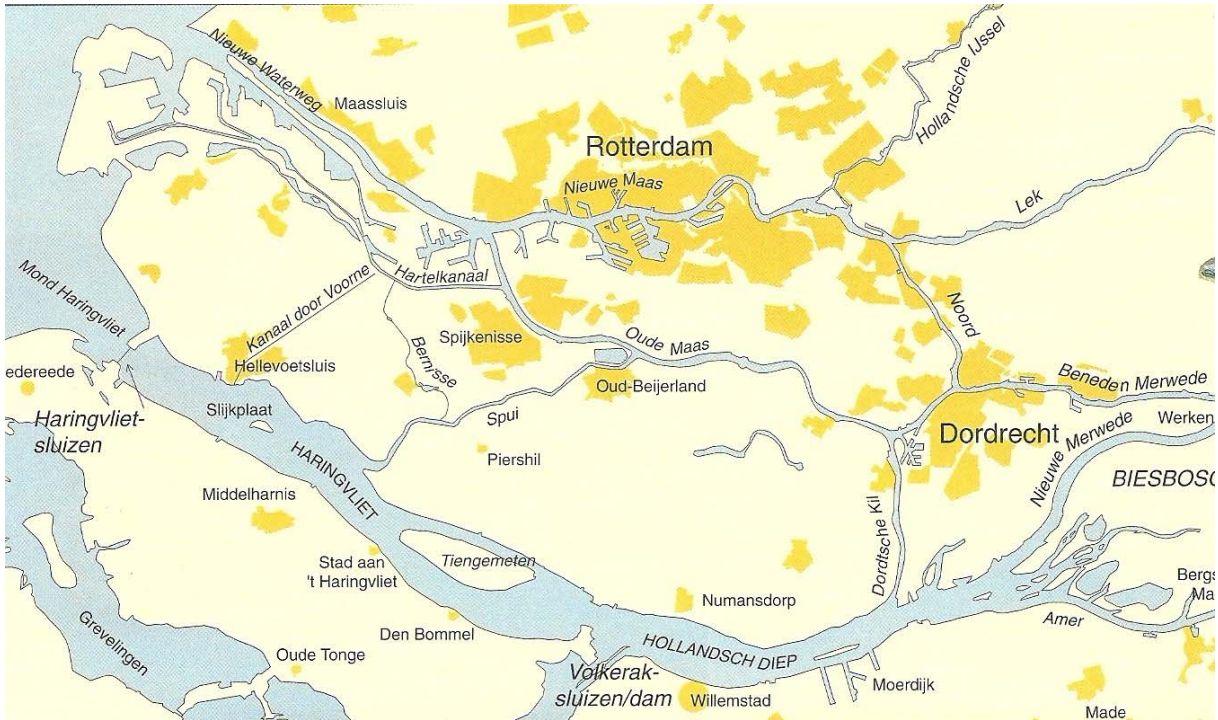 Nieuwe Waterweg
Maassluis
Hollandsche IJssel
Rotterdam
Nieuwe Maas
Lek
Mond Haringvliet
Kanaal door Voorne
Hartelkanaal
Noord
Spijkenisse
Oude Maas
Bernisse
Hellevoetsluis
Beneden Merwede
edereede
Oud-Beijerland
Slijkplaat
Spui
Werken
Haringvliet-
sluizen
Dordrecht
Nieuwe Merwede
HARINGVLIET
Piershil
BIESBOSC
Middelharnis
Dordtsche Kil
Stad aan
't Haringvliet
Tiengemeten
Bergs
Ma
Numansdorp
Amer
Den Bommel
Grevelingen
HOLLANDSCH DIEP
Oude Tonge
Volkerak-
sluizen/dam
Moerdijk
Willemstad
Made